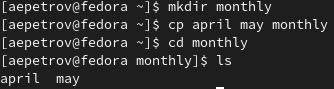 [aepetrov@fedora ~]$ mkdir monthly
[aepetrov@fedora ~]$ cp april may monthly
[aepetrov@fedora ~]$ cd monthly
[aepetrov@fedora monthly]$ ls
april  may